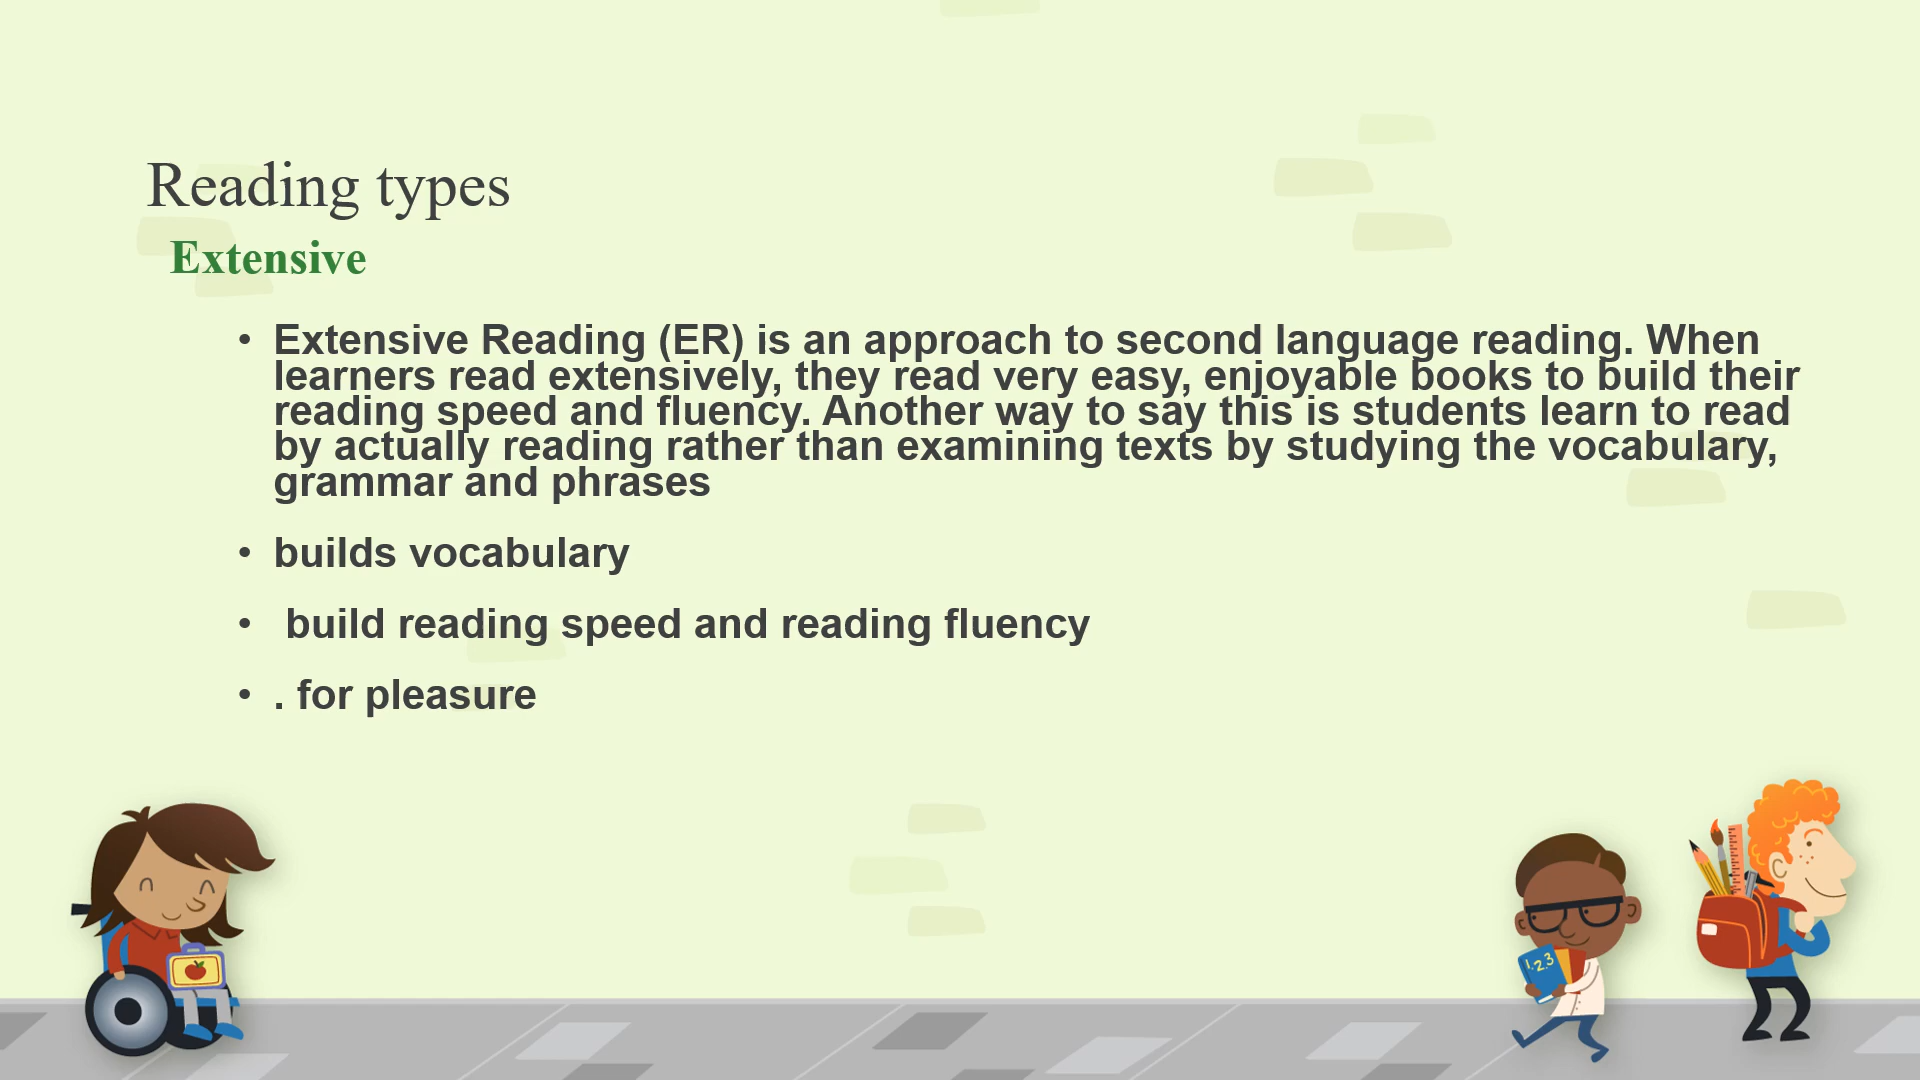 Reading types
Extensive
• Extensive Reading (ER) is an approach to second language reading. When
learners read extensively, they read very easy, enjoyable books to build their
reading speed and fluency. Another way to say this is students learn to read
by actually reading rather than examining texts by studying the vocabulary,
grammar and phrases
• builds vocabulary
• build reading speed and reading fluency
• . for pleasure
1,2,3